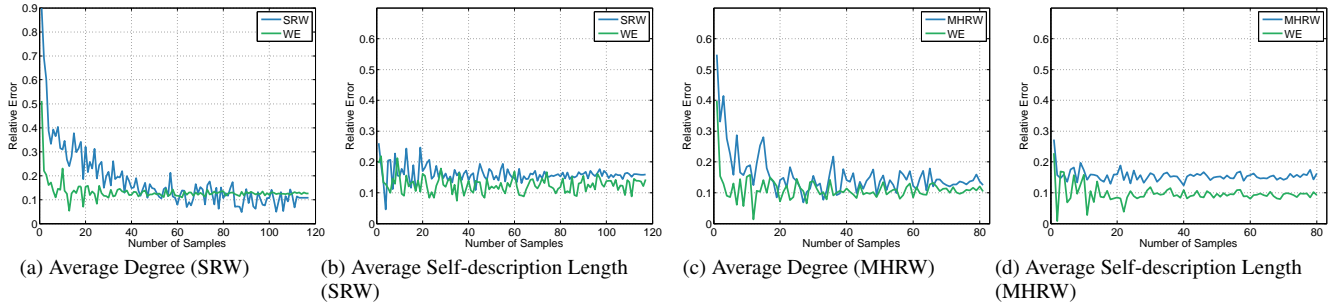 0.9
0.8
0.7
0.6
0.5
0.4
0.3
0.2
0.1
0
Relative Error
0 20 40 60 80 100 120
Number of Samples
SRW
WE
(a) Average Degree (SRW)
0.6
0.5
0.4
0.3
0.2
0.1
0
Relative Error
0 20 40 60 80 100 120
Number of Samples
SRW
WE
(b) Average Self-description Length
(SRW)
0.6
0.5
0.4
0.3
0.2
0.1
0
Relative Error
0 20 40 60 80
Number of Samples
MHRW
WE
(c) Average Degree (MHRW)
0.6
0.5
0.4
0.3
0.2
0.1
0
Relative Error
0 20 40 60 80
Number of Samples
MHRW
WE
(d) Average Self-description Length
(MHRW)